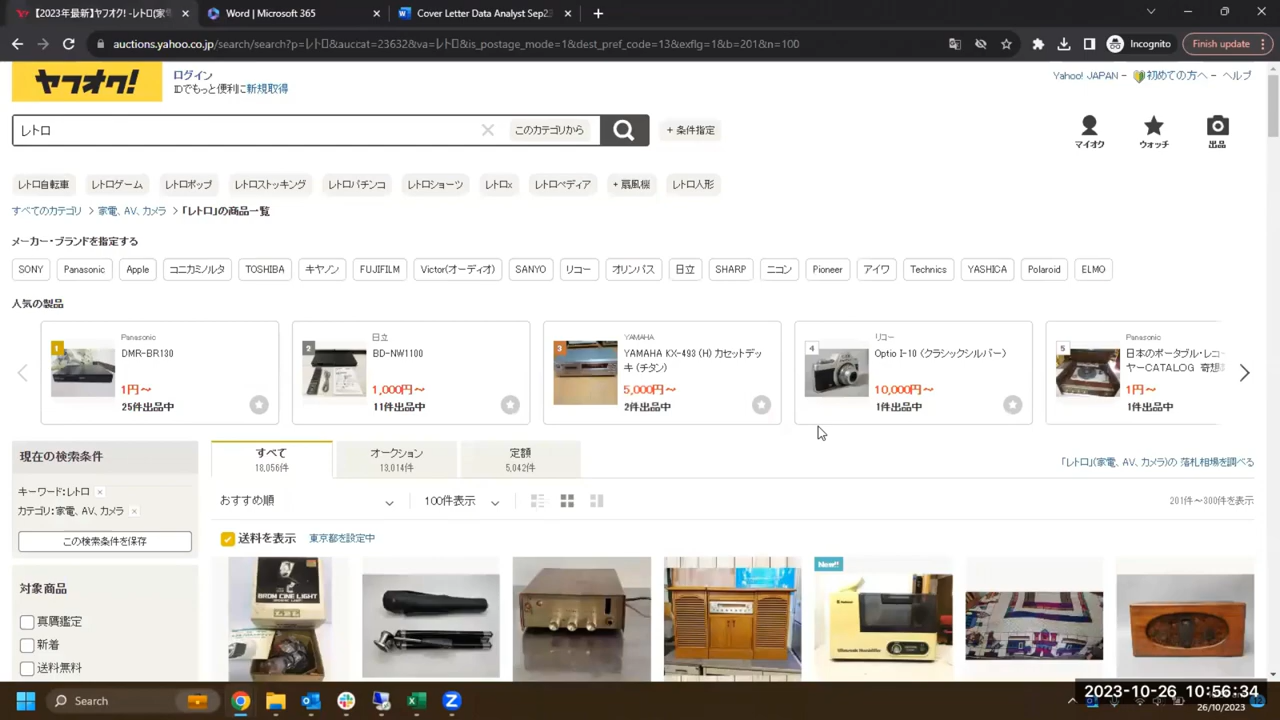 【2023年最新】ヤフオク! -レトロ(家
Word | Microsoft 365
Cover Letter Data Analyst Sep23
auctions.yahoo.co.jp/search/search?p=レトロ&auccat=23632&va=レトロ&is_postage_mode=1&dest_pref_code=13&exflg=1&b=201&n=100
Incognito
Finish update
ヤフオク!
ログイン
IDでもっと便利に新規取得
Yahoo! JAPAN - 初めての方へ - ヘルプ
レトロ
このカテゴリから
+ 条件指定
マイオク
ウォッチ
出品
レトロ自転車 レトロゲーム レトロポップ レトロストッキング レトロパチンコ レトロショーツ レトロx レトロペディア + 扇風機 レトロ人形
すべてのカテゴリ > 家電、AV、カメラ > 「レトロ」の商品一覧
メーカー・ブランドを指定する
SONY Panasonic Apple コニカミノルタ TOSHIBA キヤノン FUJIFILM Victor(オーディオ) SANYO リコー オリンパス 日立 SHARP ニコン Pioneer アイワ Technics YASHICA Polaroid ELMO
人気の製品
1
Panasonic
DMR-BR130
1円~
25件出品中
2
日立
BD-NW1100
1,000円~
11件出品中
3
YAMAHA
YAMAHA KX-493 (H) カセットデッ
キ (チタン)
5,000円~
2件出品中
4
リコー
Optio I-10 (クラシックシルバー)
10,000円~
1件出品中
5
Panasonic
日本のポータブル・レコー
ヤーCATALOG 奇想
1円~
1件出品中
現在の検索条件
キーワード:レトロ ×
カテゴリ:家電、AV、カメラ ×
この検索条件を保存
対象商品
真贋鑑定
新着
送料無料
すべて
18,056件
オークション
13,014件
定額
5,042件
「レトロ」(家電、AV、カメラ)の 落札相場を調べる
おすすめ順
100件表示
201件~300件を表示
送料を表示 東京都を設定中
BROM CINE LIGHT
New!!
Search
2023-10-26 10:56:34
26/10/2023